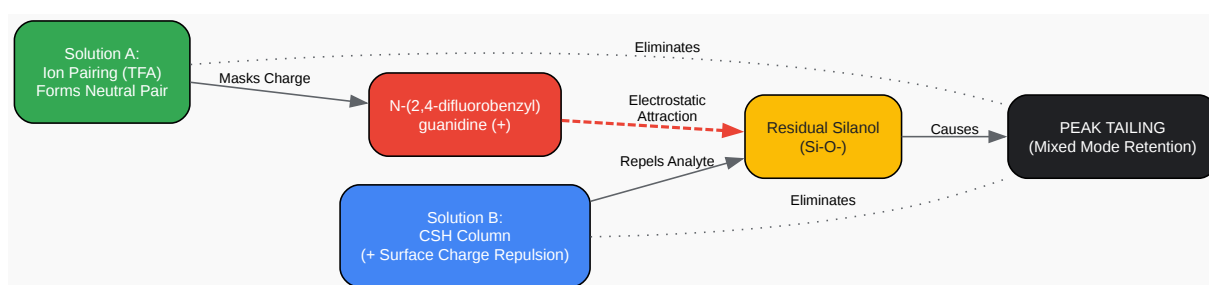 Solution A:
Ion Pairing (TFA)
Forms Neutral Pair
Masks Charge
Eliminates
N-(2,4-difluorobenzyl)
guanidine (+)
Electrostatic
Attraction
Residual Silanol
(Si-O-)
Causes
PEAK TAILING
(Mixed Mode Retention)
Repels Analyte
Solution B:
CSH Column
(+ Surface Charge Repulsion)
Eliminates